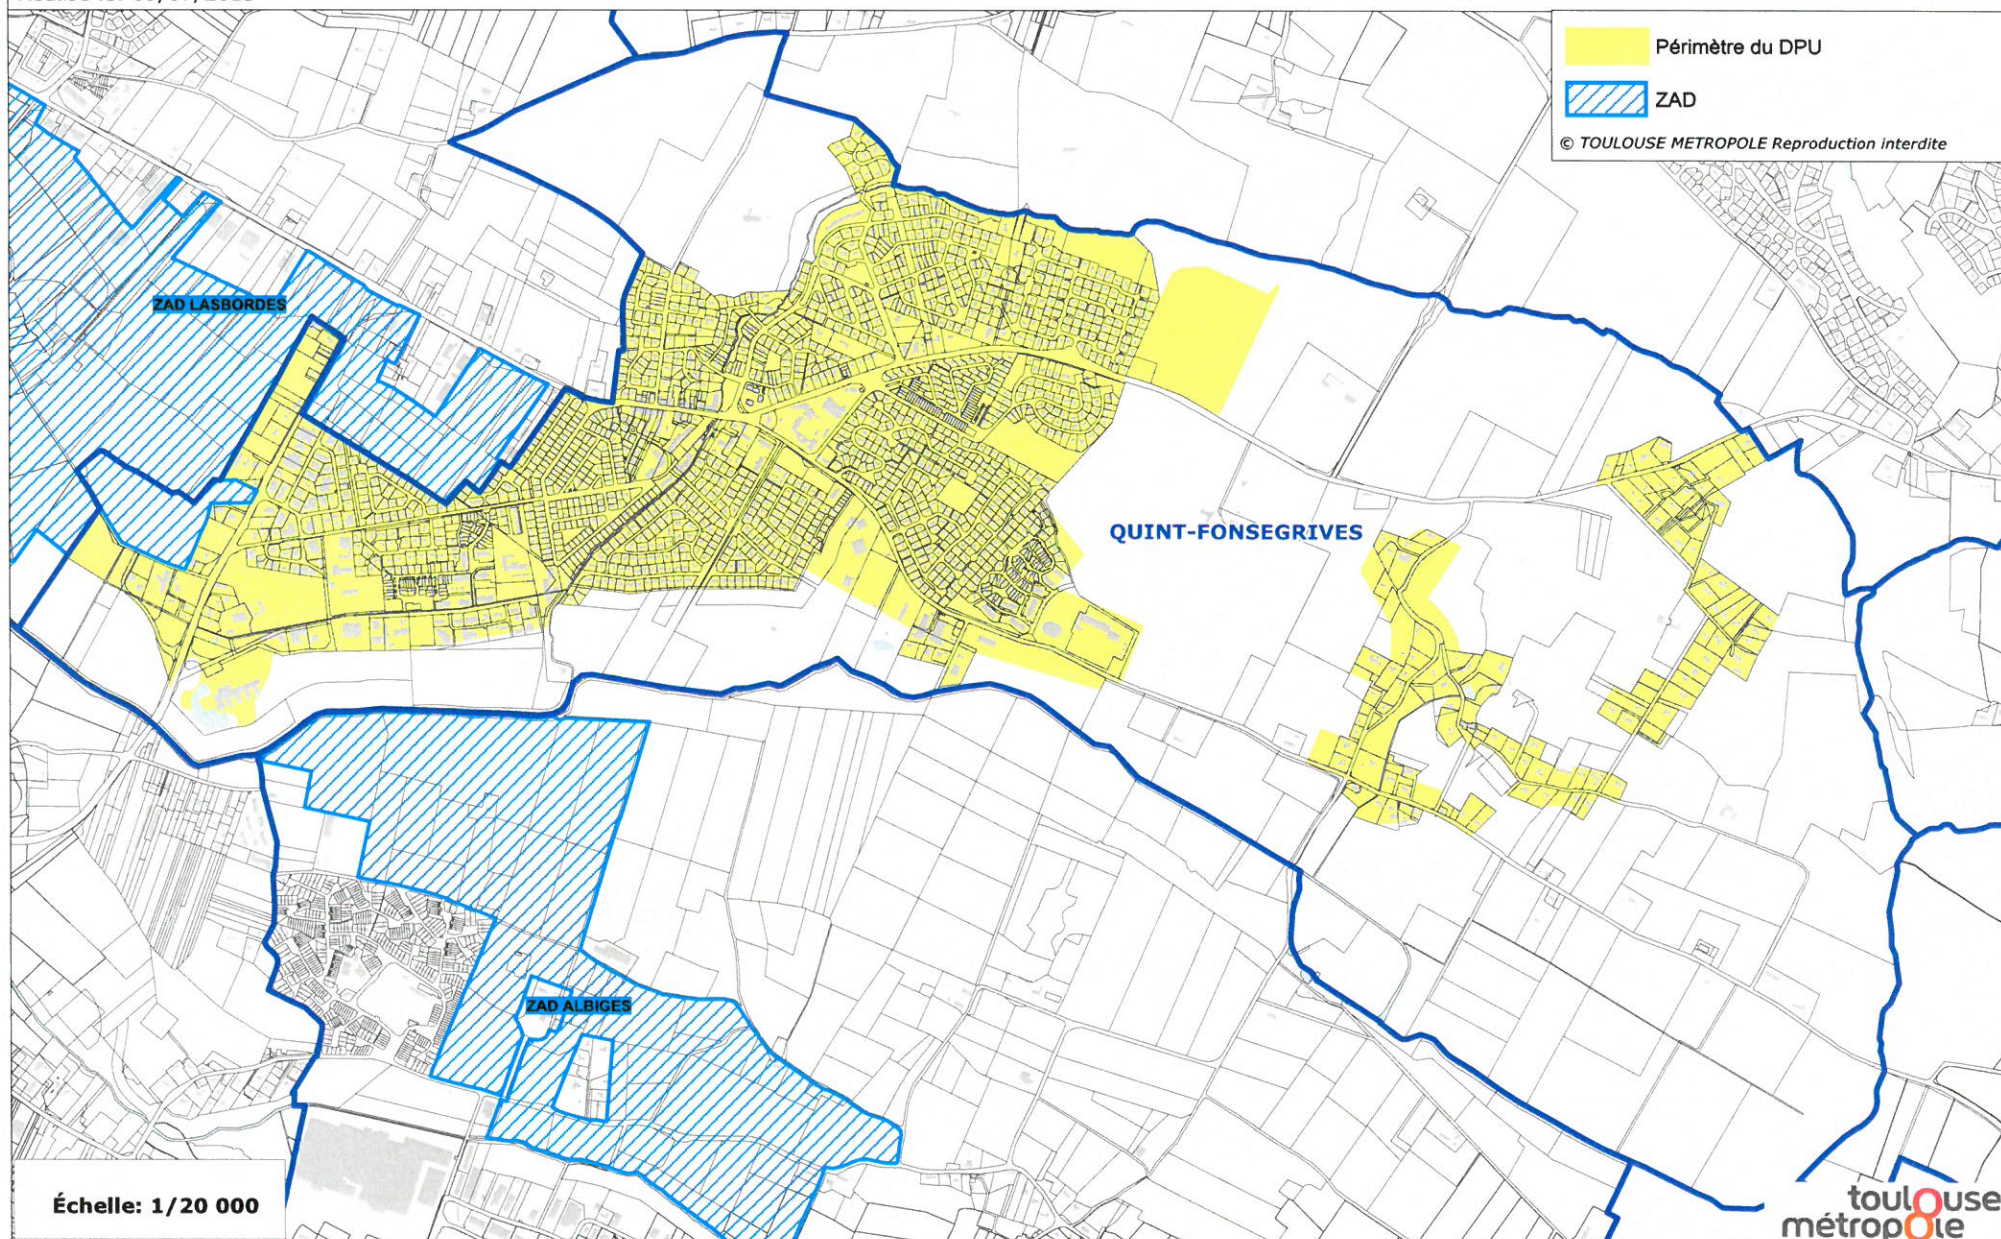 Périmètre du DPU
ZAD
© TOULOUSE METROPOLE Reproduction interdite
ZAD LASBORDES
QUINT-FONSEGRIVES
ZAD ALBIGES
Échelle: 1/20 000
toulouse
métropole